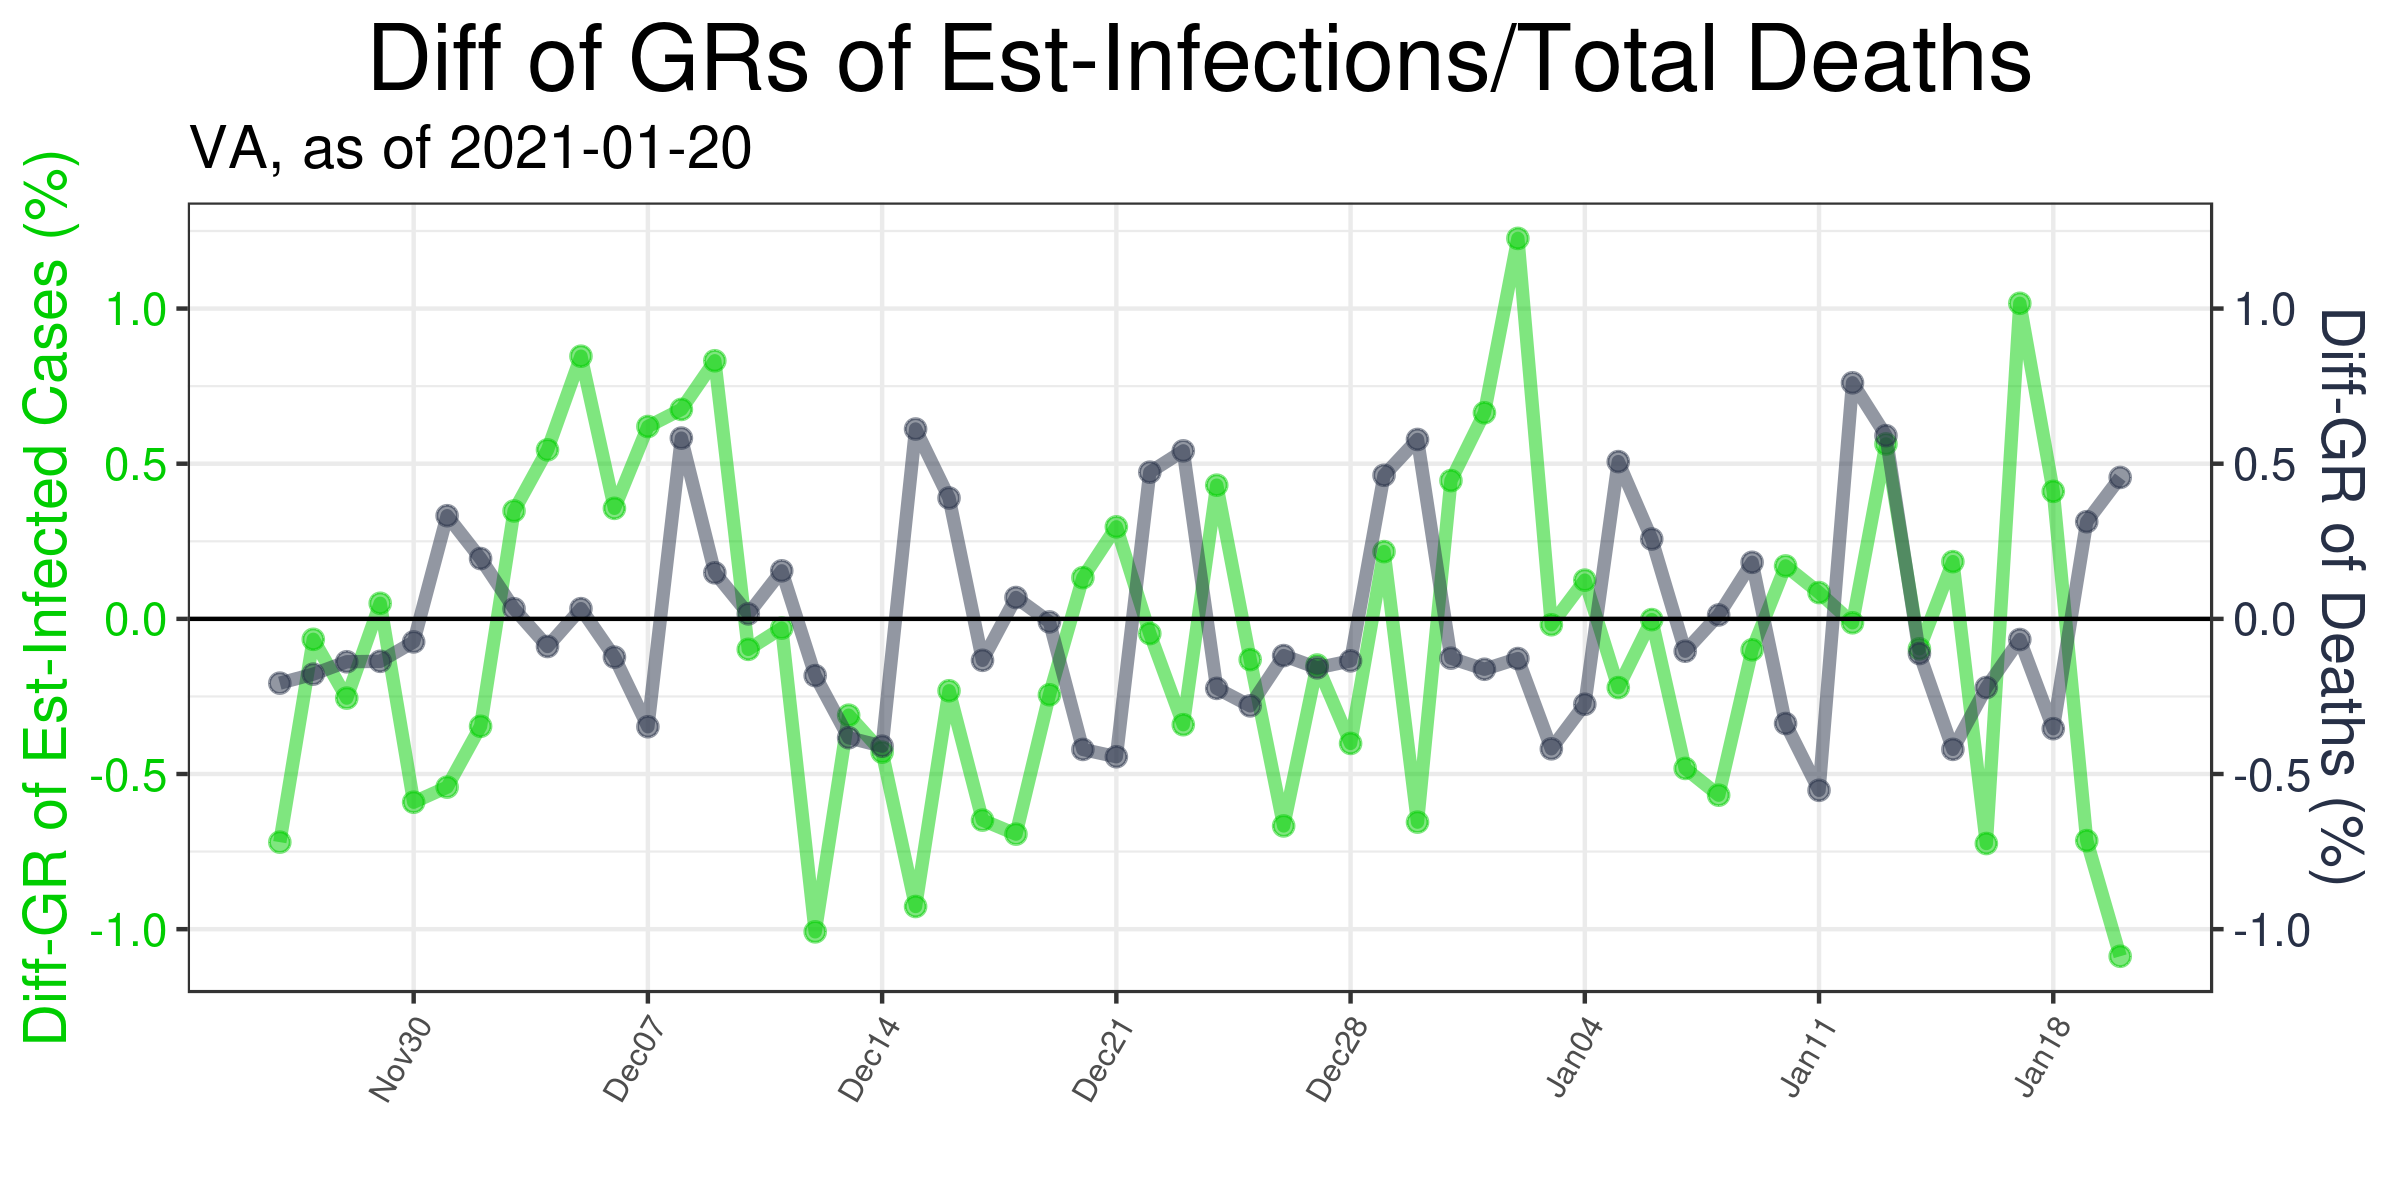 Diff of GRs of Est-Infections/Total Deaths
VA, as of 2021-01-20
Diff-GR of Est-Infected Cases (%)
1.0
0.5
0.0
-0.5
-1.0
1.0
0.5
0.0
-0.5
-1.0
Diff-GR of Deaths (%)
Nov30
Dec07
Dec14
Dec21
Dec28
Jan04
Jan11
Jan18